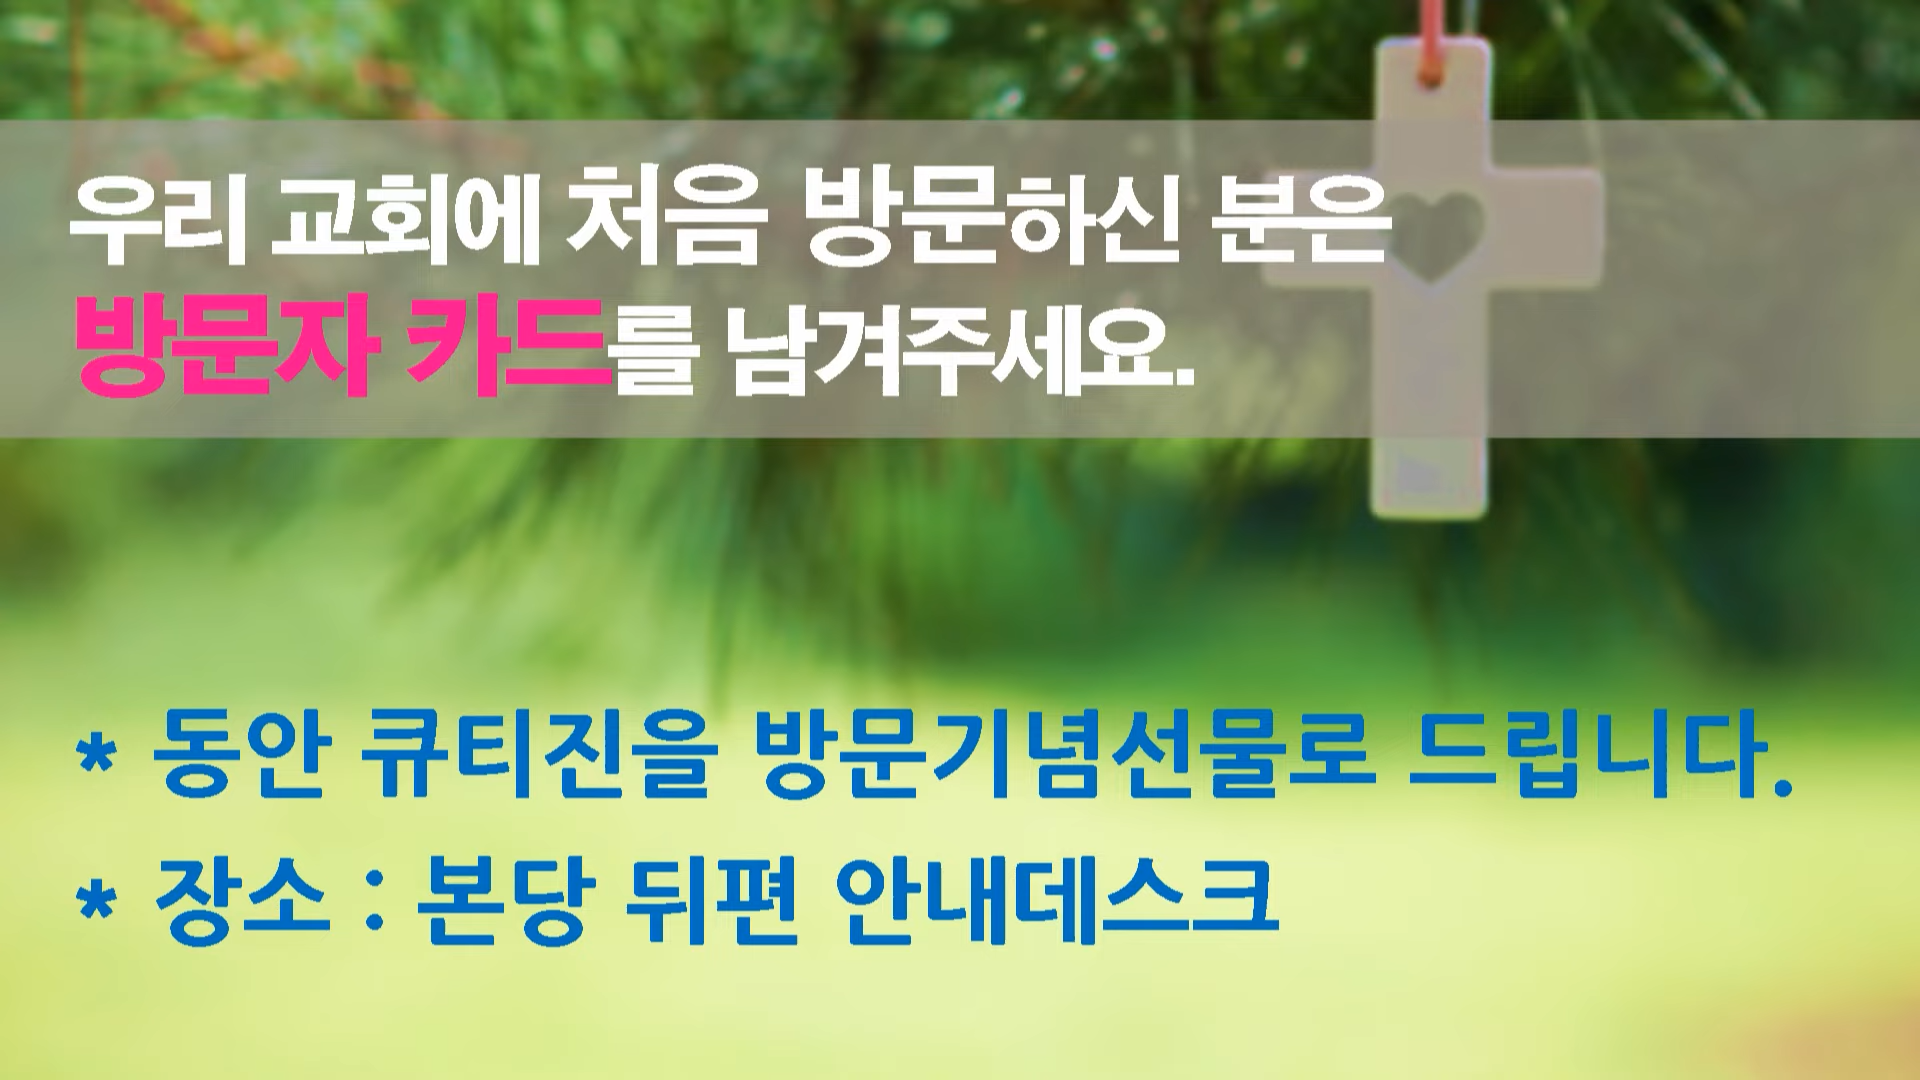 우리 교회에 처음 방문하신 분은
방문자 카드를 남겨주세요.
* 동안 큐티진을 방문기념선물로 드립니다.
* 장소 : 본당 뒤편 안내데스크